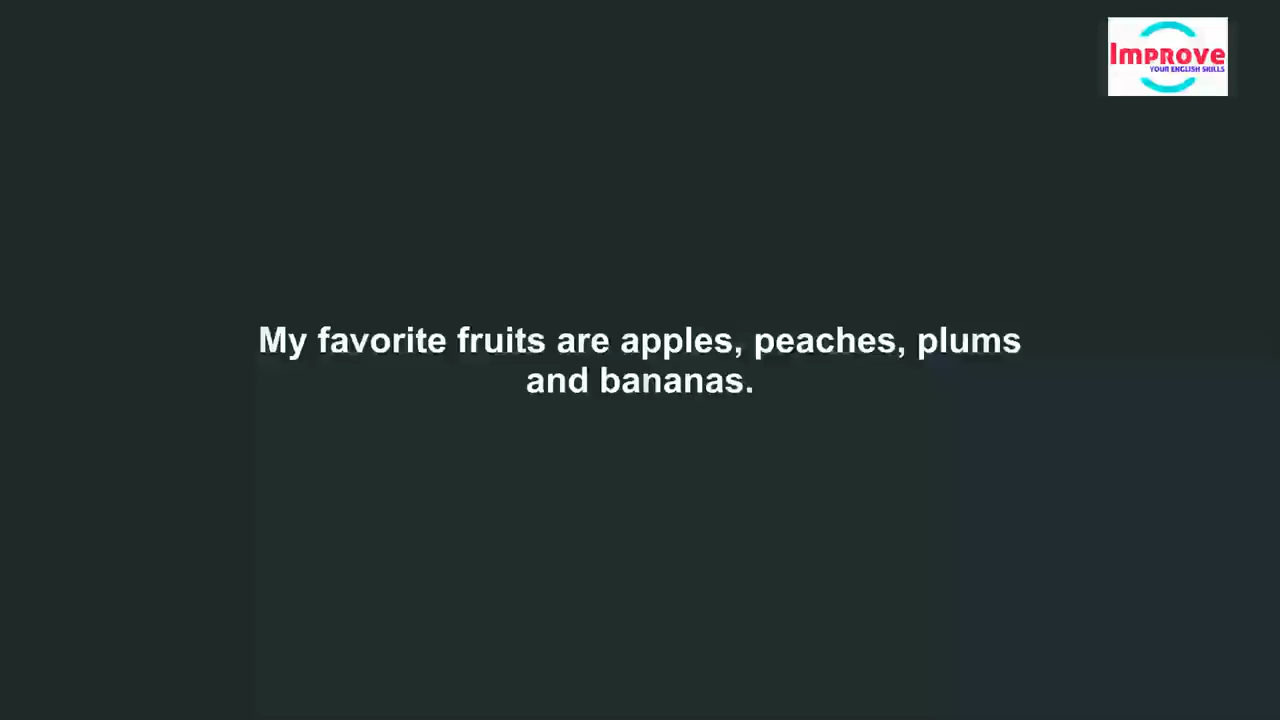 Improve
YOUR ENGLISH SKILLS
My favorite fruits are apples, peaches, plums
and bananas.